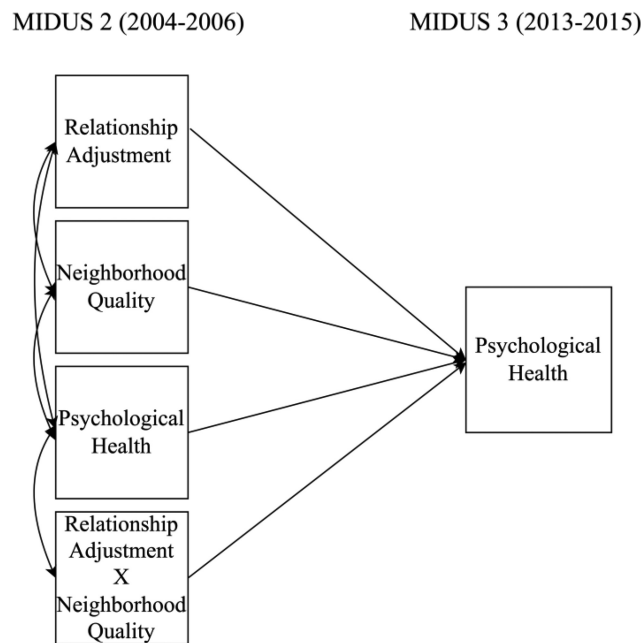 MIDUS 2 (2004-2006)
MIDUS 3 (2013-2015)
Relationship
Adjustment
Neighborhood
Quality
Psychological
Health
Relationship
Adjustment
X
Neighborhood
Quality
Psychological
Health